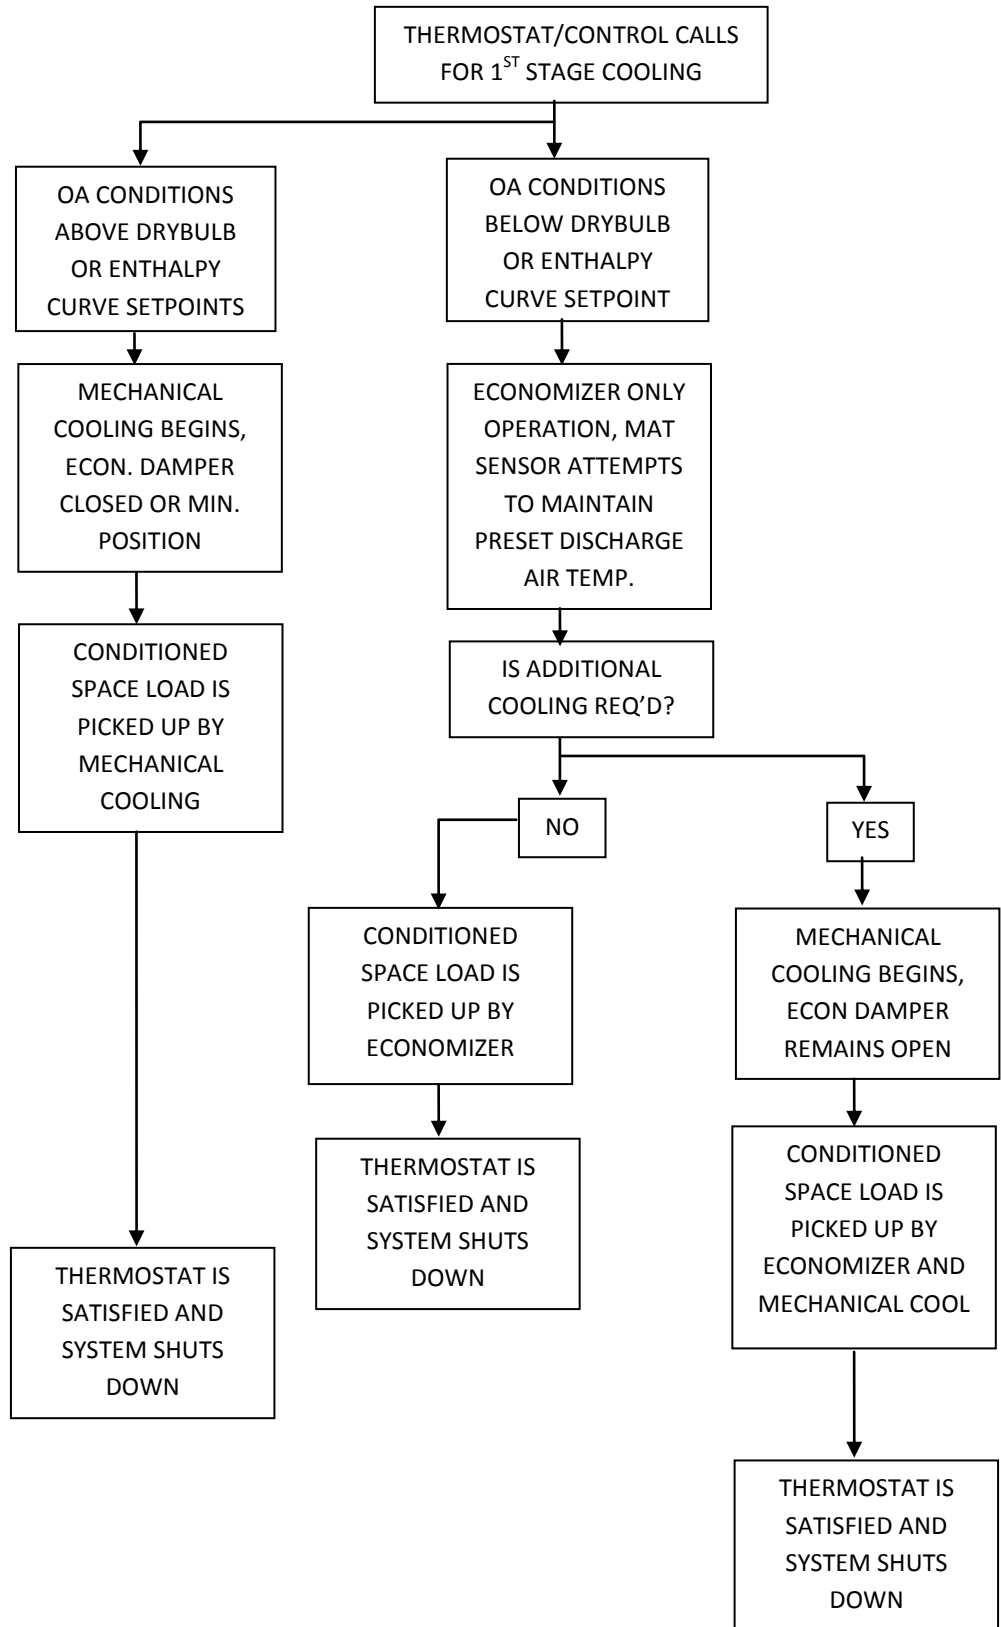 THERMOSTAT/CONTROL CALLS
FOR 1ST STAGE COOLING
OA CONDITIONS
ABOVE DRYBULB
OR ENTHALPY
CURVE SETPOINTS
OA CONDITIONS
BELOW DRYBULB
OR ENTHALPY
CURVE SETPOINT
MECHANICAL
COOLING BEGINS,
ECON. DAMPER
CLOSED OR MIN.
POSITION
ECONOMIZER ONLY
OPERATION, MAT
SENSOR ATTEMPTS
TO MAINTAIN
PRESET DISCHARGE
AIR TEMP.
CONDITIONED
SPACE LOAD IS
PICKED UP BY
MECHANICAL
COOLING
IS ADDITIONAL
COOLING REQ’D?
NO
YES
CONDITIONED
SPACE LOAD IS
PICKED UP BY
ECONOMIZER
MECHANICAL
COOLING BEGINS,
ECON DAMPER
REMAINS OPEN
THERMOSTAT IS
SATISFIED AND
SYSTEM SHUTS
DOWN
CONDITIONED
SPACE LOAD IS
PICKED UP BY
ECONOMIZER AND
MECHANICAL COOL
THERMOSTAT IS
SATISFIED AND
SYSTEM SHUTS
DOWN
THERMOSTAT IS
SATISFIED AND
SYSTEM SHUTS
DOWN